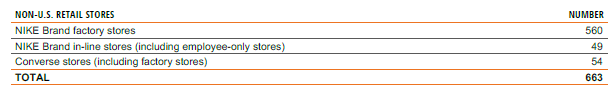 NON-U.S. RETAIL STORES NUMBER
NIKE Brand factory stores 560
NIKE Brand in-line stores (including employee-only stores) 49
Converse stores (including factory stores) 54
TOTAL 663